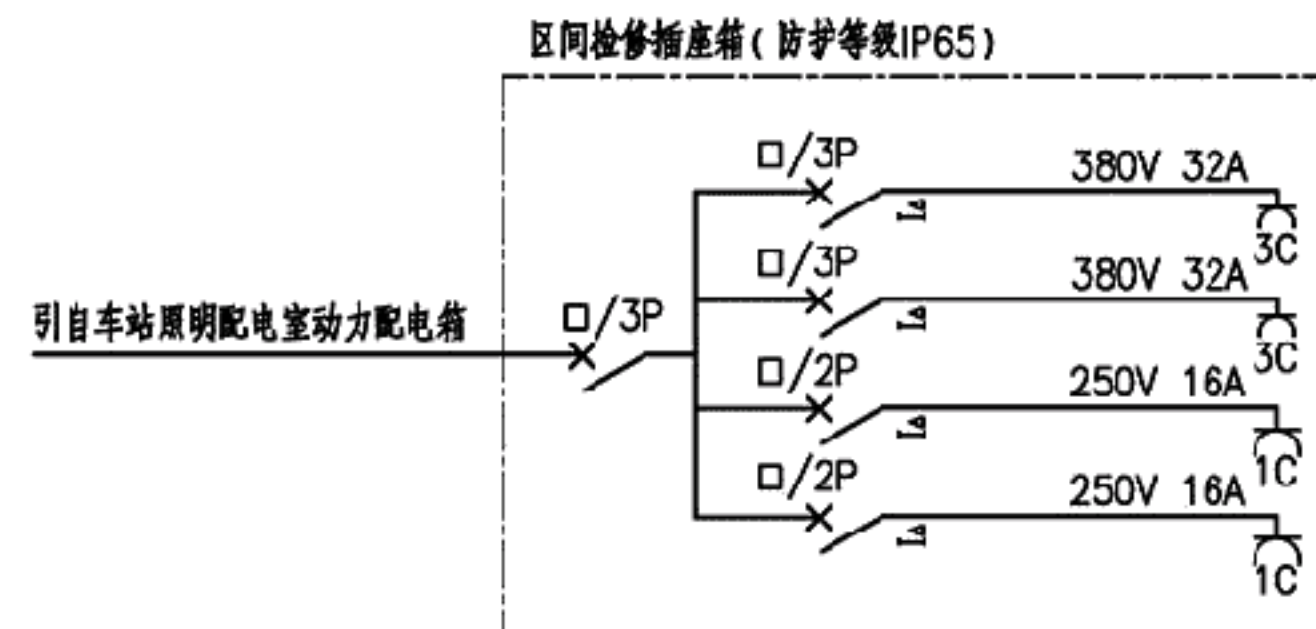 区间检修插座箱(防护等级IP65)
□/3P
380V 32A
3C
□/3P
380V 32A
3C
引自车站照明配电室动力配电箱
□/3P
□/2P
250V 16A
1C
□/2P
250V 16A
1C